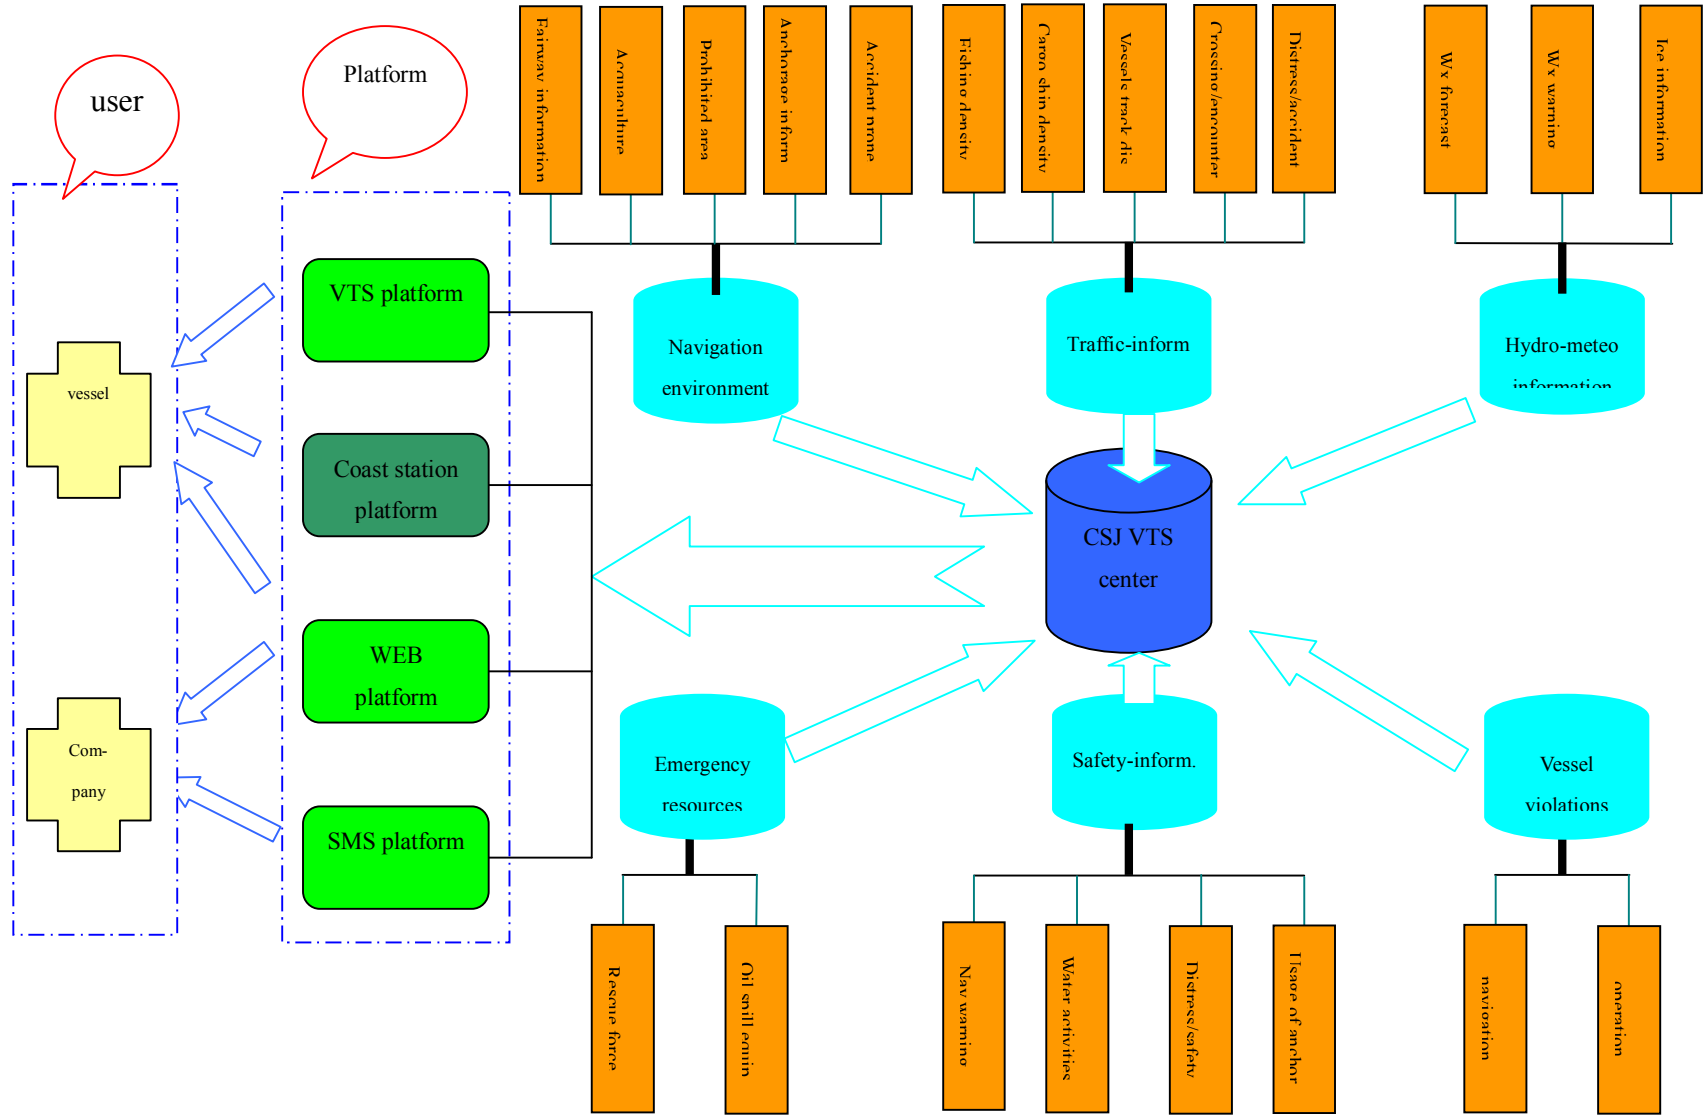 user
Platform
Fairway information
Acquaculture
Prohibited area
Anchorage inform
Accident prone
Fishing density
Cargo ship density
Vessels track dis
Crossing/encounter
Distress/accident
Wx forecast
Wx warning
Ice information
VTS platform
Coast station
platform
WEB
platform
SMS platform
vessel
Com-
pany
Navigation
environment
Traffic-inform
Hydro-meteo
information
CSJ VTS
center
Emergency
resources
Safety-inform.
Vessel
violations
Rescue force
Oil spill equip
Nav warning
Water activities
Distress/safety
Usage of anchor
navigation
operation